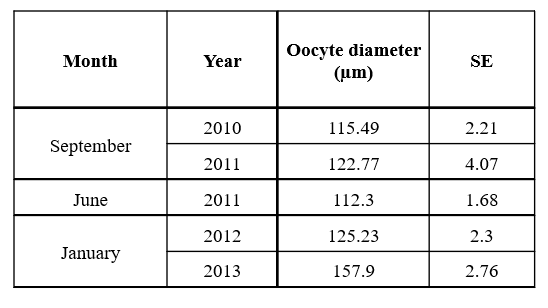 Month Year Oocyte diameter (µm) SE
September 2010 115.49 2.21
2011 122.77 4.07
June 2011 112.3 1.68
January 2012 125.23 2.3
2013 157.9 2.76